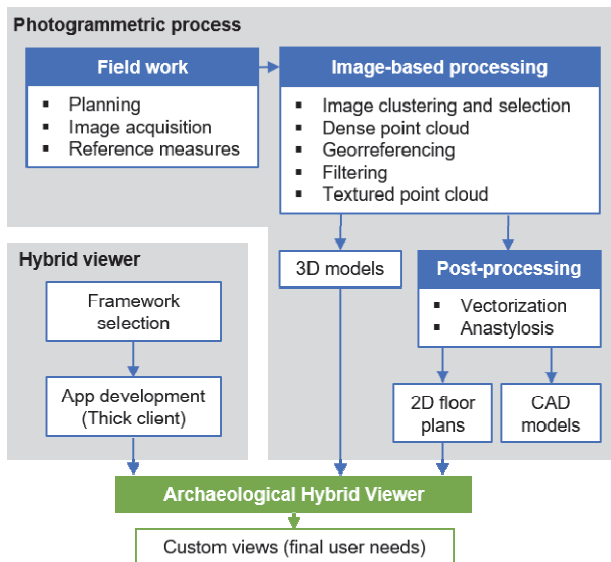 Photogrammetric process
Field work
▪ Planning
▪ Image acquisition
▪ Reference measures
Image-based processing
▪ Image clustering and selection
▪ Dense point cloud
▪ Georreferencing
▪ Filtering
▪ Textured point cloud
Hybrid viewer
Framework
selection
App development
(Thick client)
3D models
Post-processing
▪ Vectorization
▪ Anastylosis
2D floor
plans
CAD
models
Archaeological Hybrid Viewer
Custom views (final user needs)